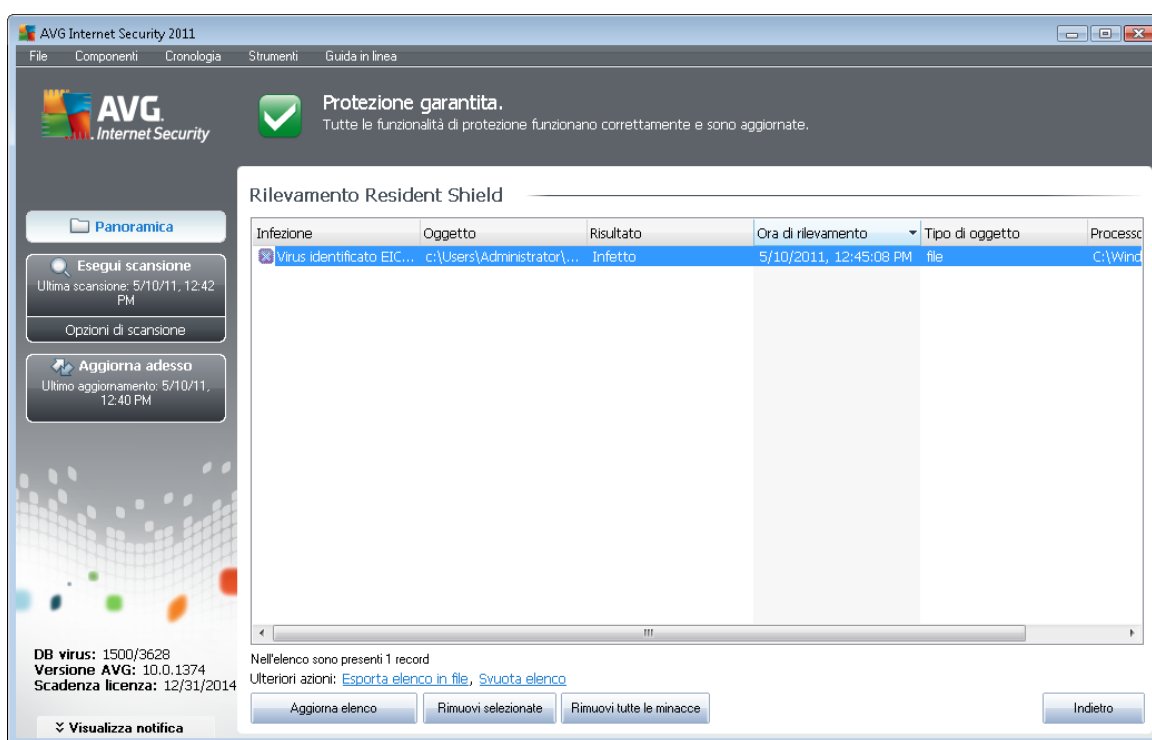 AVG Internet Security 2011
File Componenti Cronologia Strumenti Guida in linea
AVG.
Internet Security
Protezione garantita.
Tutte le funzionalità di protezione funzionano correttamente e sono aggiornate.
Panoramica
Esegui scansione
Ultima scansione: 5/10/11, 12:42
PM
Opzioni di scansione
Aggiorna adesso
Ultimo aggiornamento: 5/10/11,
12:40 PM
DB virus: 1500/3628
Versione AVG: 10.0.1374
Scadenza licenza: 12/31/2014
Visualizza notifica
Rilevamento Resident Shield
Infezione Oggetto Risultato Ora di rilevamento Tipo di oggetto Processo
Virus identificato EIC... c:\Users\Administrator\... Infetto 5/10/2011, 12:45:08 PM file C:\Wind
Nell'elenco sono presenti 1 record
Ulteriori azioni: Esporta elenco in file, Svuota elenco
Aggiorna elenco Rimuovi selezionate Rimuovi tutte le minacce Indietro